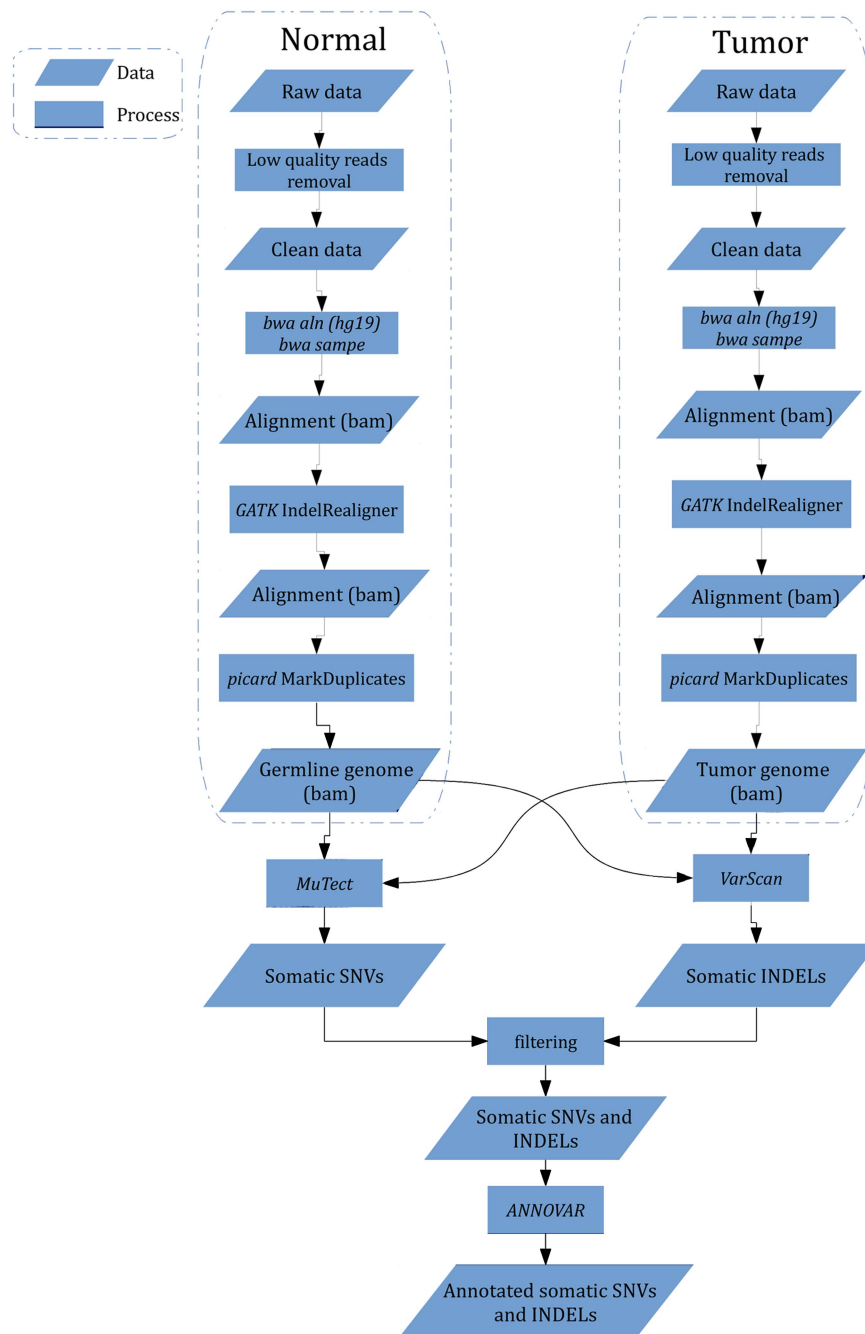 Data
Process
Normal
Raw data
Low quality reads
removal
Clean data
bwa aln (hg19)
bwa sampe
Alignment (bam)
GATK IndelRealigner
Alignment (bam)
picard MarkDuplicates
Germline genome
(bam)
Tumor
Raw data
Low quality reads
removal
Clean data
bwa aln (hg19)
bwa sampe
Alignment (bam)
GATK IndelRealigner
Alignment (bam)
picard MarkDuplicates
Tumor genome
(bam)
MuTect
VarScan
Somatic SNVs
Somatic INDELs
filtering
Somatic SNVs and
INDELs
ANNOVAR
Annotated somatic SNVs
and INDELs